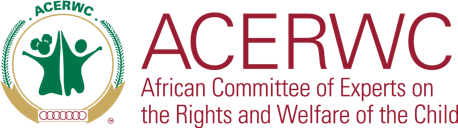 ACERWC
ACERWC
African Committee of Experts on
the Rights and Welfare of the Child